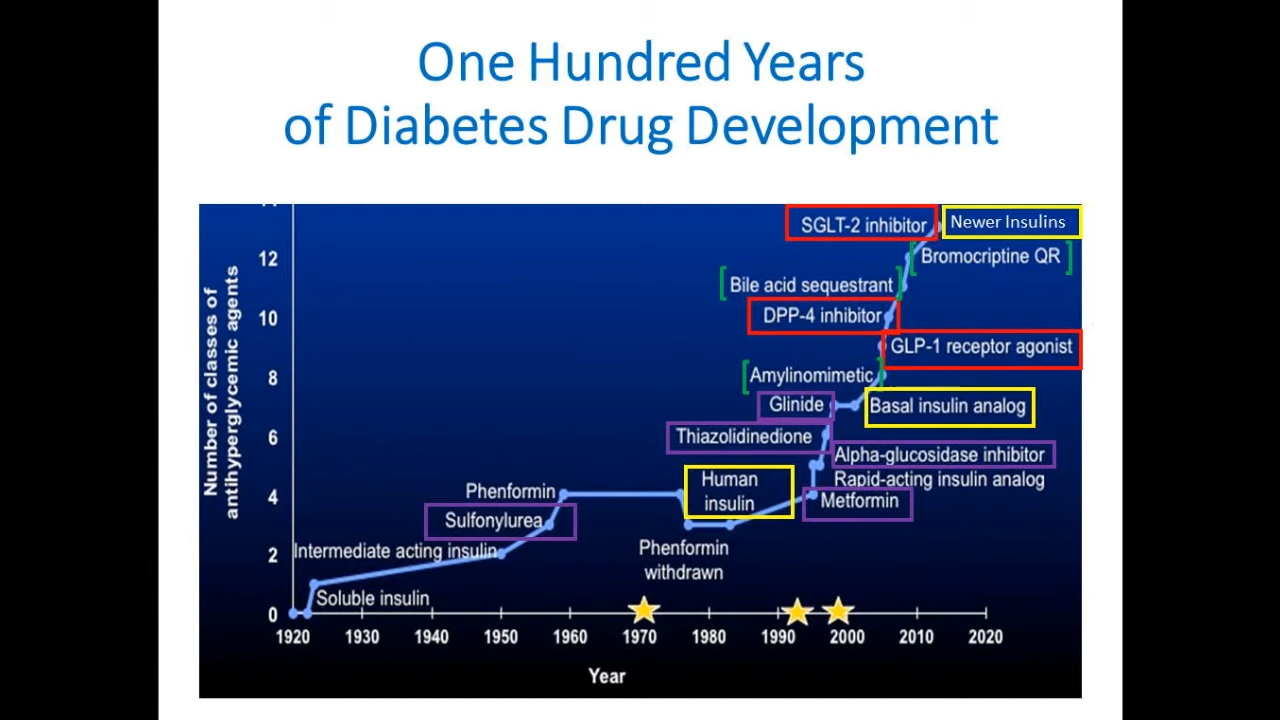 One Hundred Years
of Diabetes Drug Development
Number of classes of
antihyperglycemic agents
12
10
8
6
4
2
0
SGLT-2 inhibitor
Newer Insulins
Bromocriptine QR
Bile acid sequestrant
DPP-4 inhibitor
GLP-1 receptor agonist
Amylinomimetic
Glinide
Basal insulin analog
Thiazolidinedione
Alpha-glucosidase inhibitor
Rapid-acting insulin analog
Metformin
Human
insulin
Phenformin
Sulfonylurea
Phenformin
withdrawn
Intermediate acting insulin
Soluble insulin
1920 1930 1940 1950 1960 1970 1980 1990 2000 2010 2020
Year